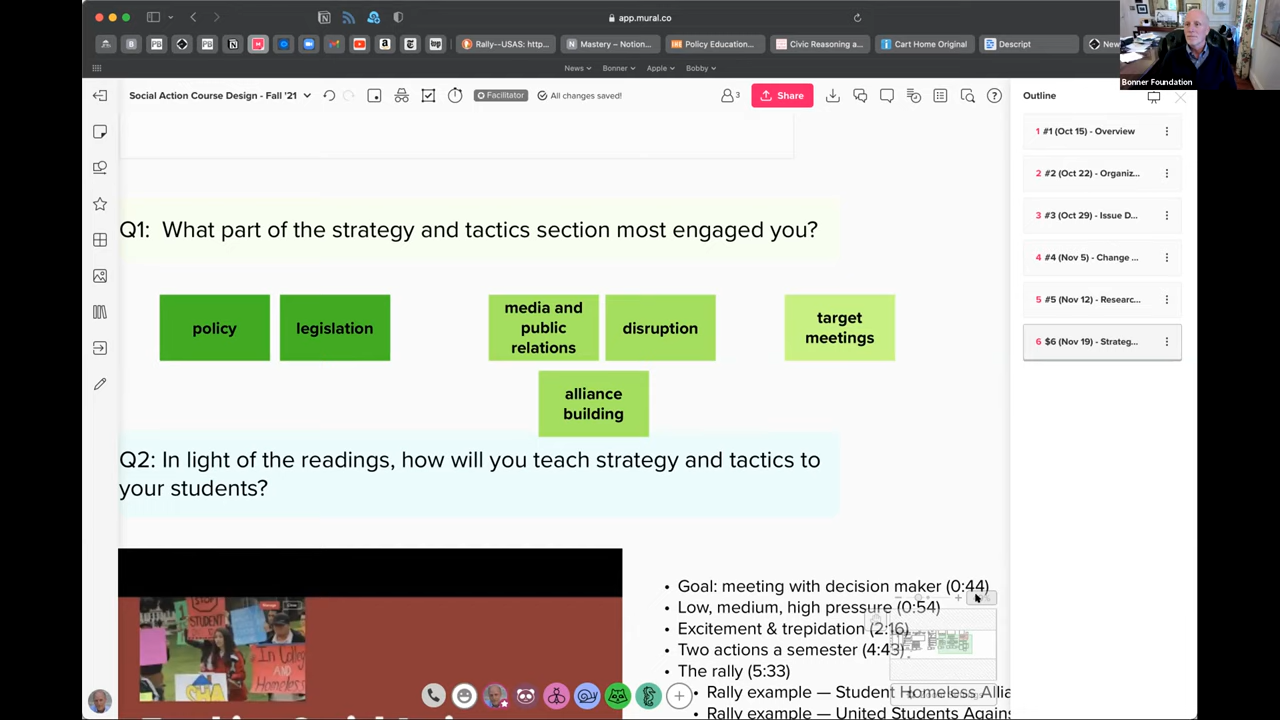 app.mural.co
Rally--USAS: http...
Mastery – Notion...
Policy Education...
Civic Reasoning a...
Cart Home Original
Descript
New
News
Bonner
Apple
Bobby
Bonner Foundation
Social Action Course Design - Fall '21
Facilitator
All changes saved!
3
Share
Outline
1 #1 (Oct 15) - Overview
2 #2 (Oct 22) - Organiz...
3 #3 (Oct 29) - Issue D...
4 #4 (Nov 5) - Change ...
5 #5 (Nov 12) - Researc...
6 $6 (Nov 19) - Strateg...
Q1: What part of the strategy and tactics section most engaged you?
policy
legislation
media and
public
relations
disruption
target
meetings
alliance
building
Q2: In light of the readings, how will you teach strategy and tactics to
your students?
• Goal: meeting with decision maker (0:44)
• Low, medium, high pressure (0:54)
• Excitement & trepidation (2:16)
• Two actions a semester (4:43)
• The rally (5:33)
• Rally example — Student Homeless Allia
• Rally example — United Students Agains
STOP
STUDENT
In College
AND
Homeless